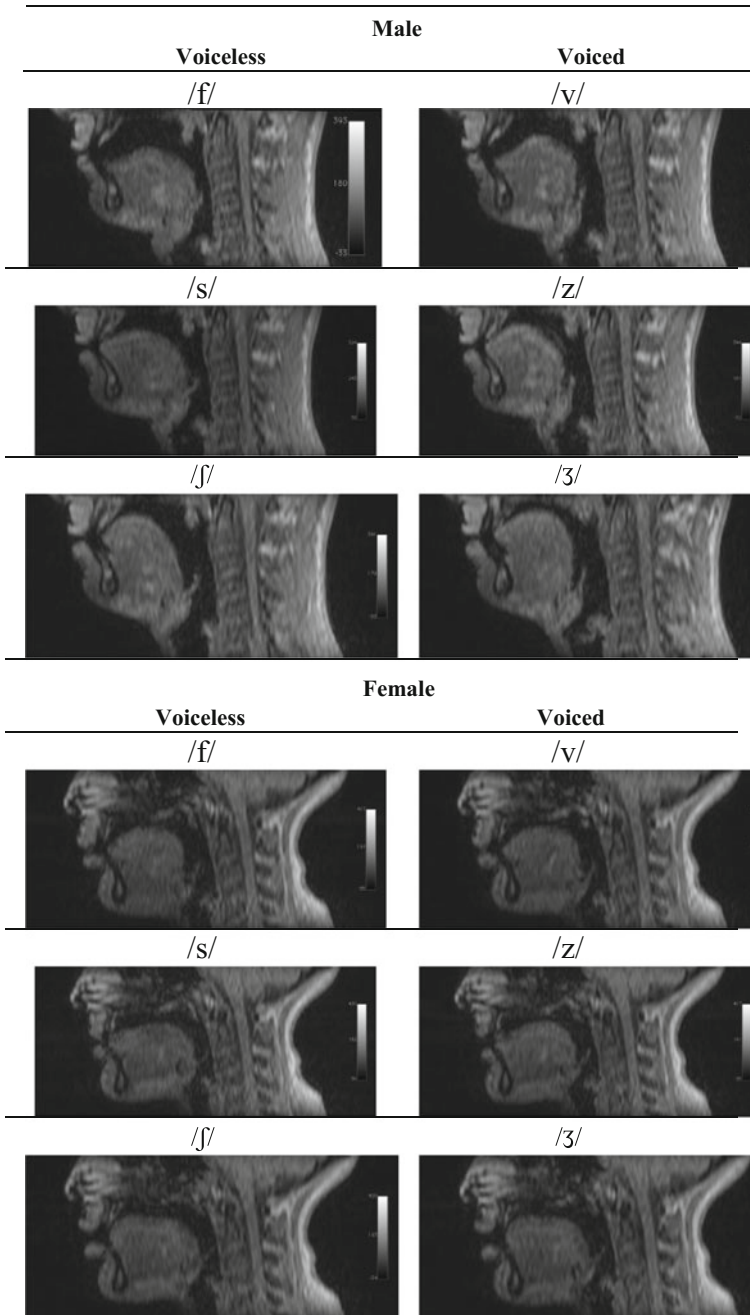 Male
Voiceless Voiced
/f/ /v/
/s/ /z/
/ʃ/ /ʒ/
Female
Voiceless Voiced
/f/ /v/
/s/ /z/
/ʃ/ /ʒ/